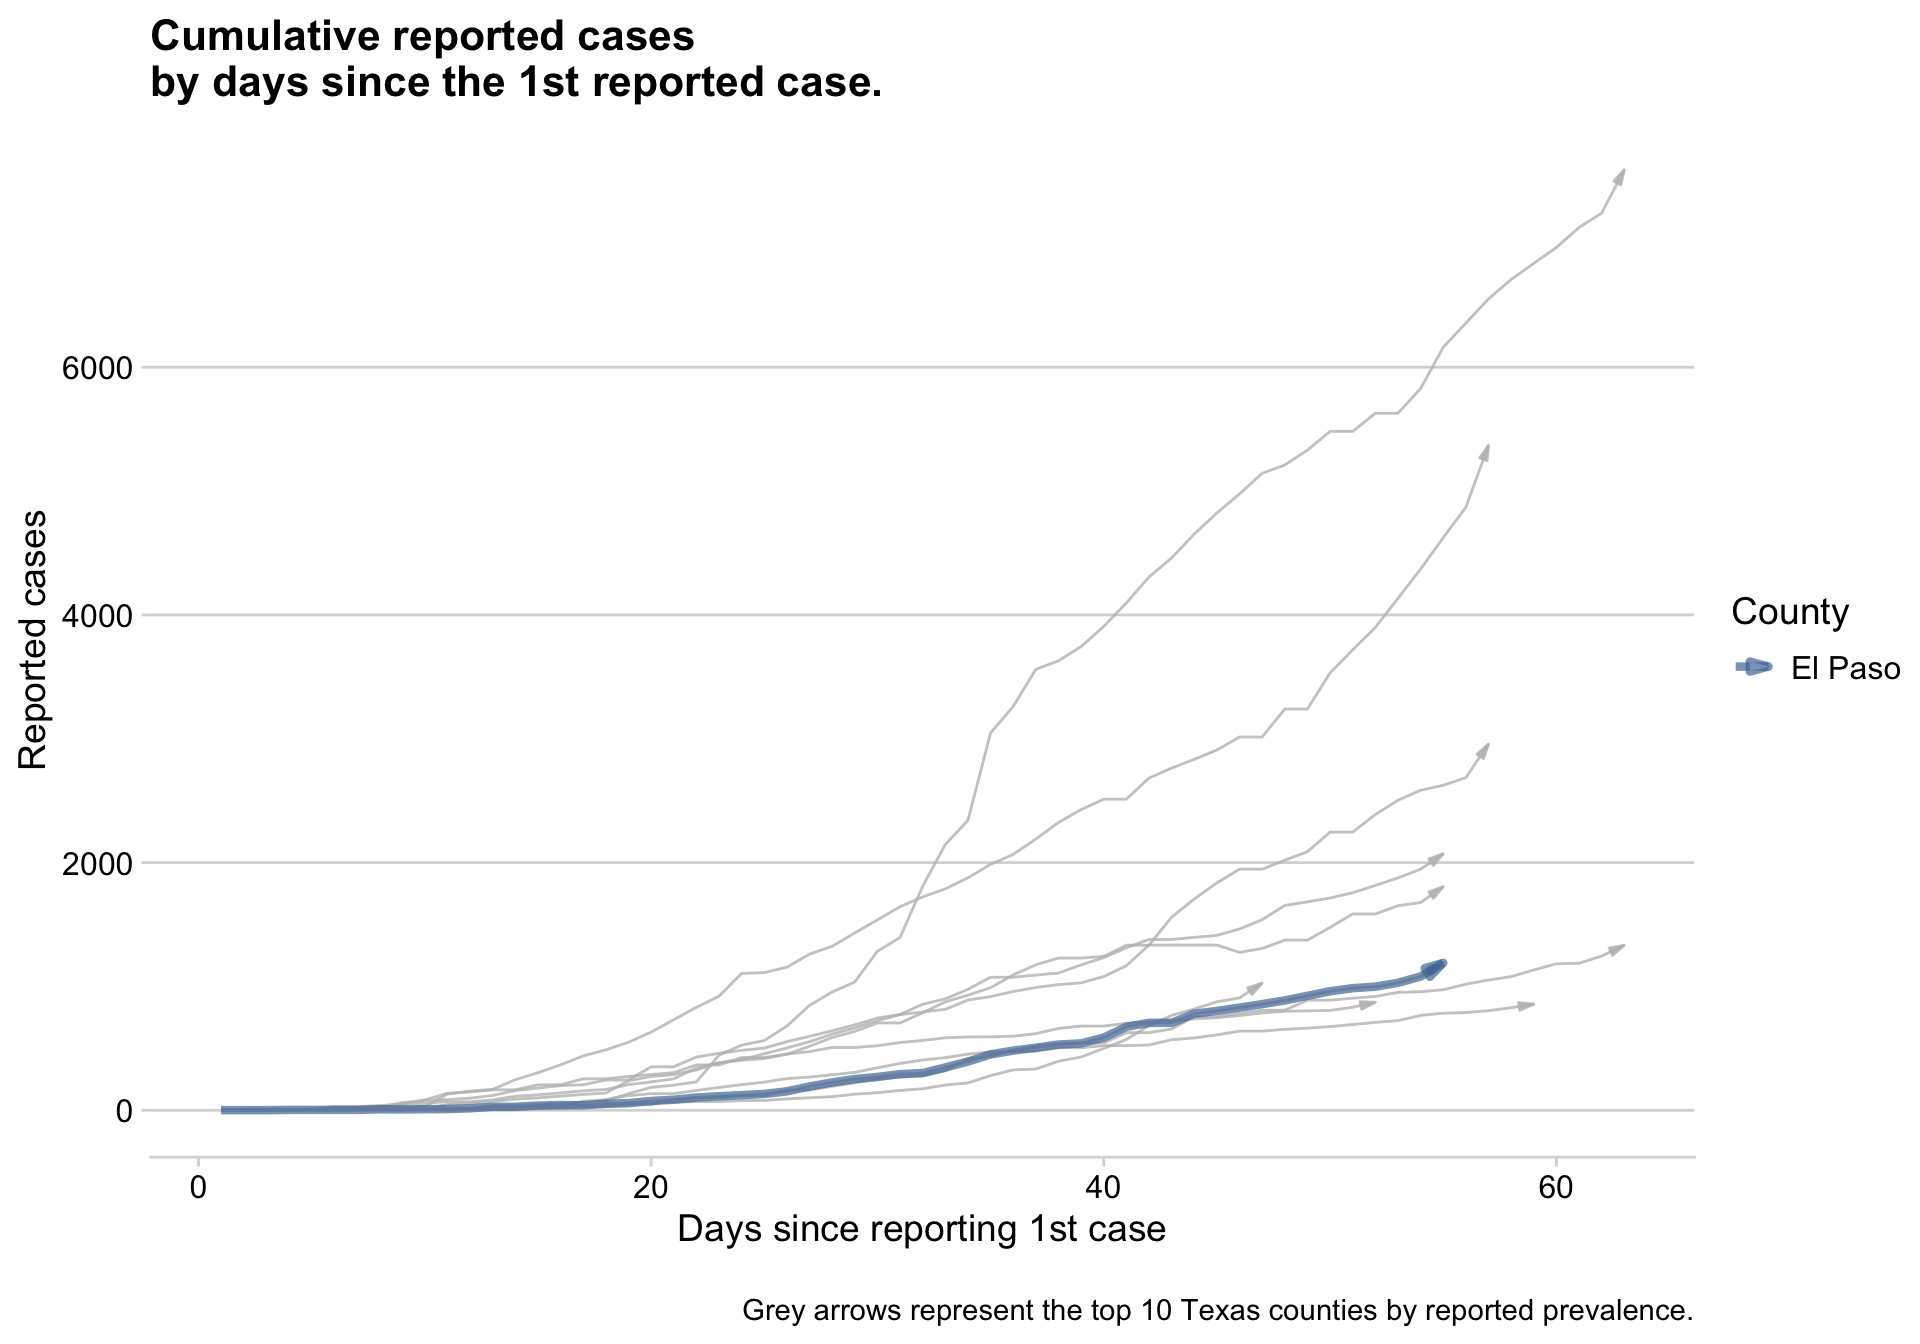 Cumulative reported cases
by days since the 1st reported case.
Reported cases
6000
4000
2000
0
0 20 40 60
Days since reporting 1st case
County
El Paso
Grey arrows represent the top 10 Texas counties by reported prevalence.